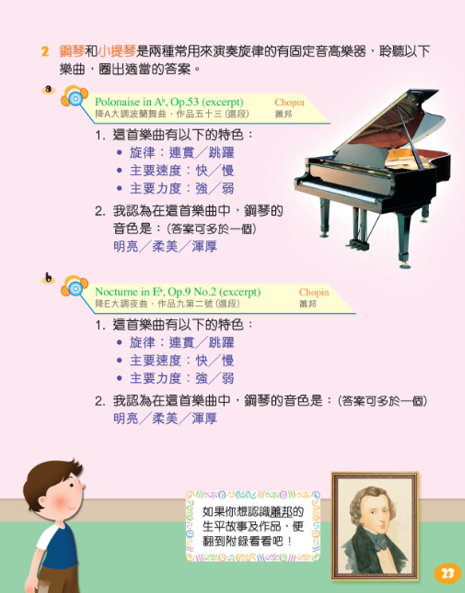 2 鋼琴和小提琴是兩種常用來演奏旋律的有固定音高樂器，聆聽以下
樂曲，圈出適當的答案。
a
Polonaise in A♭, Op.53 (excerpt) Chopin
降A大調波蘭舞曲，作品五十三（選段） 蕭邦
1. 這首樂曲有以下的特色：
• 旋律：連貫／跳躍
• 主要速度：快／慢
• 主要力度：強／弱
2. 我認為在這首樂曲中，鋼琴的
音色是：（答案可多於一個）
明亮／柔美／渾厚
b
Nocturne in E♭, Op.9 No.2 (excerpt) Chopin
降E大調夜曲，作品九第二號（選段） 蕭邦
1. 這首樂曲有以下的特色：
• 旋律：連貫／跳躍
• 主要速度：快／慢
• 主要力度：強／弱
2. 我認為在這首樂曲中，鋼琴的音色是：（答案可多於一個）
明亮／柔美／渾厚
如果你想認識蕭邦的
生平故事及作品，便
翻到附錄看看吧！
23